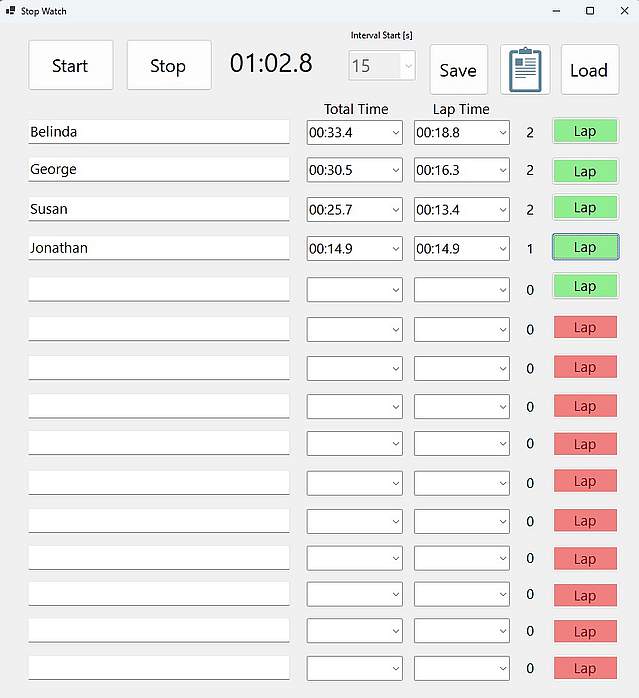 Stop Watch
Interval Start [s]
Start Stop 01:02.8 15 Save Load
Total Time Lap Time
Belinda 00:33.4 00:18.8 2 Lap
George 00:30.5 00:16.3 2 Lap
Susan 00:25.7 00:13.4 2 Lap
Jonathan 00:14.9 00:14.9 1 Lap
0 Lap
0 Lap
0 Lap
0 Lap
0 Lap
0 Lap
0 Lap
0 Lap
0 Lap
0 Lap
0 Lap